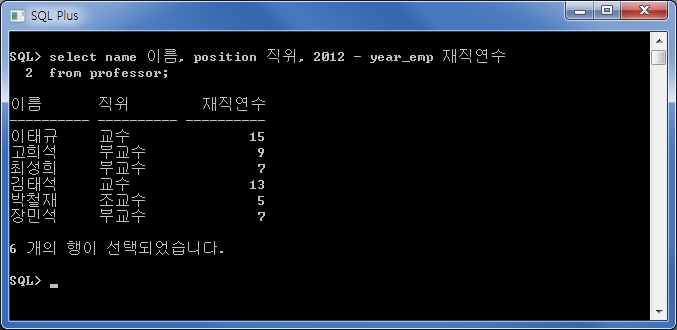 SQL Plus
SQL> select name 이름, position 직위, 2012 - year_emp 재직연수
  2  from professor;
이름       직위         재직연수
---------- ---------- ----------
이태규     교수               15
고희석     부교수              9
최성희     부교수              7
김태석     교수               13
박철재     조교수              5
장민석     부교수              7
6 개의 행이 선택되었습니다.
SQL> _